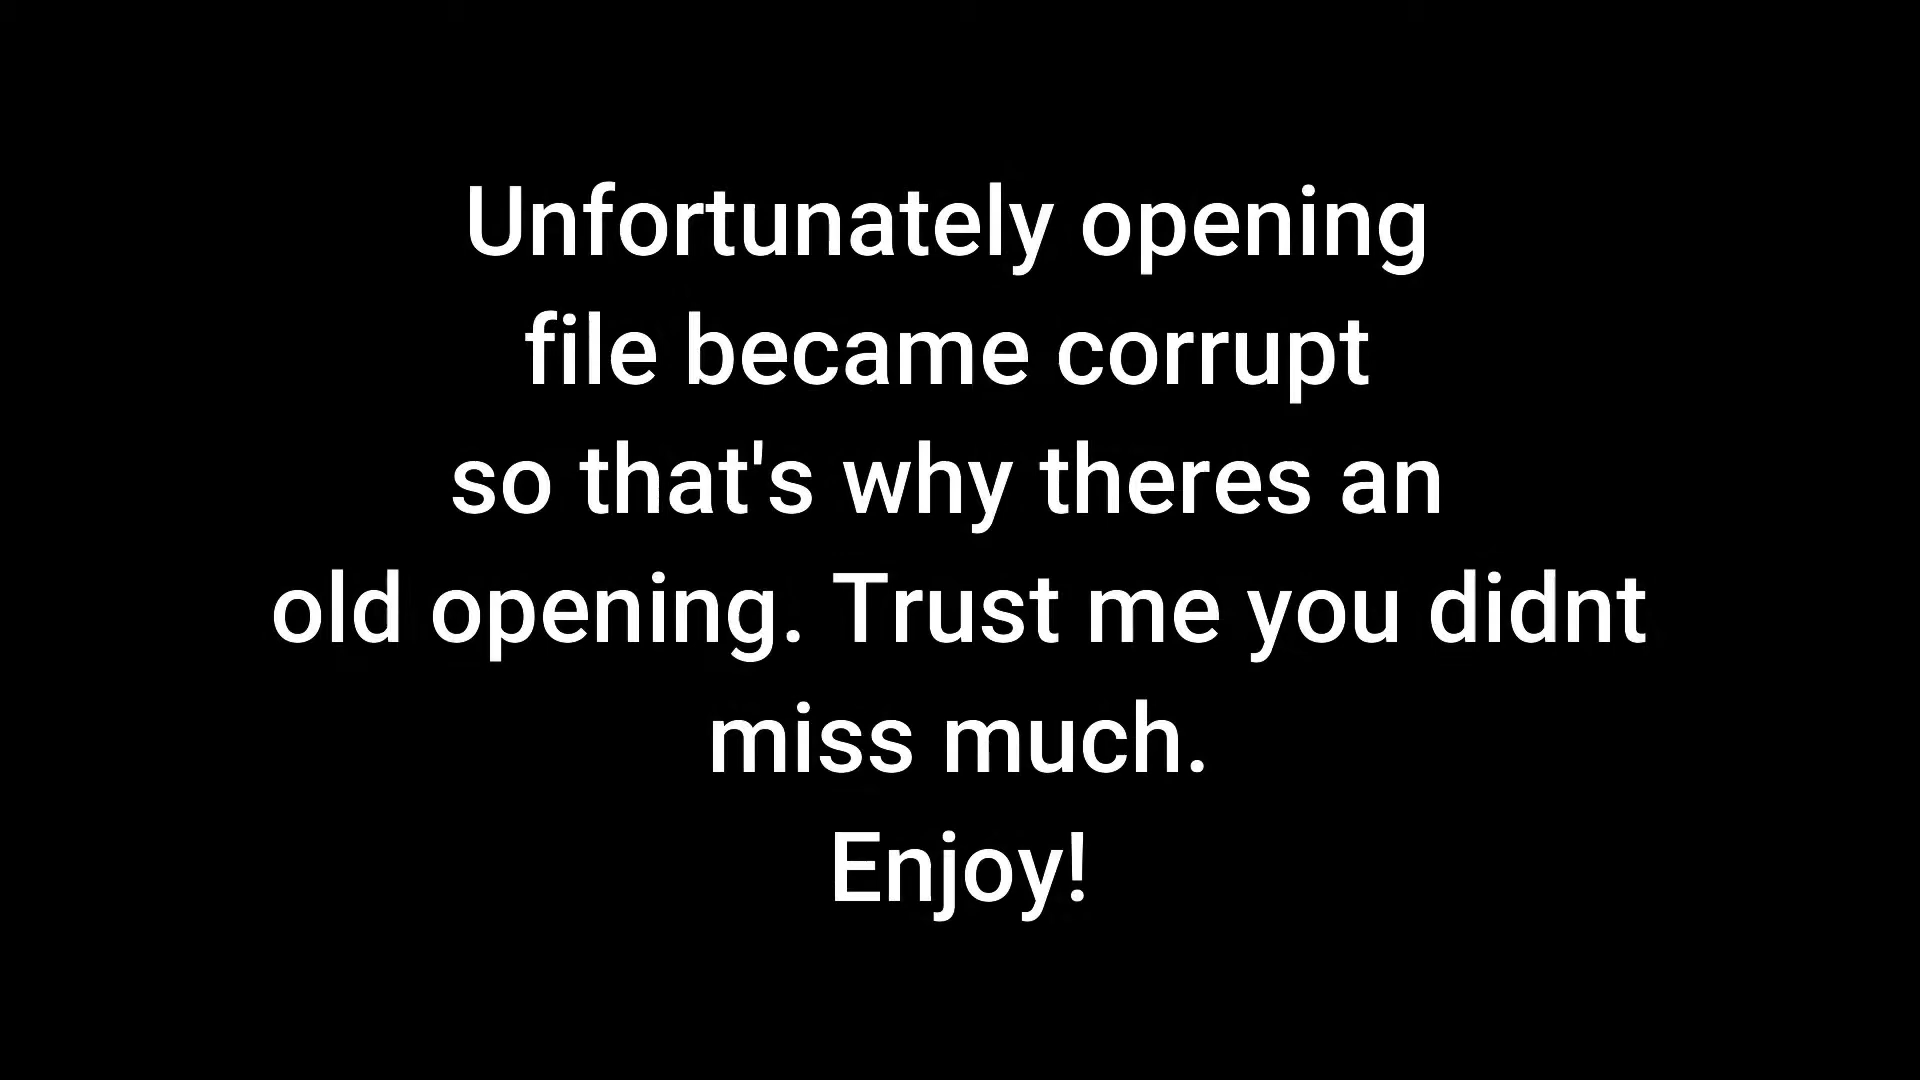 Unfortunately opening
file became corrupt
so that's why theres an
old opening. Trust me you didnt
miss much.
Enjoy!